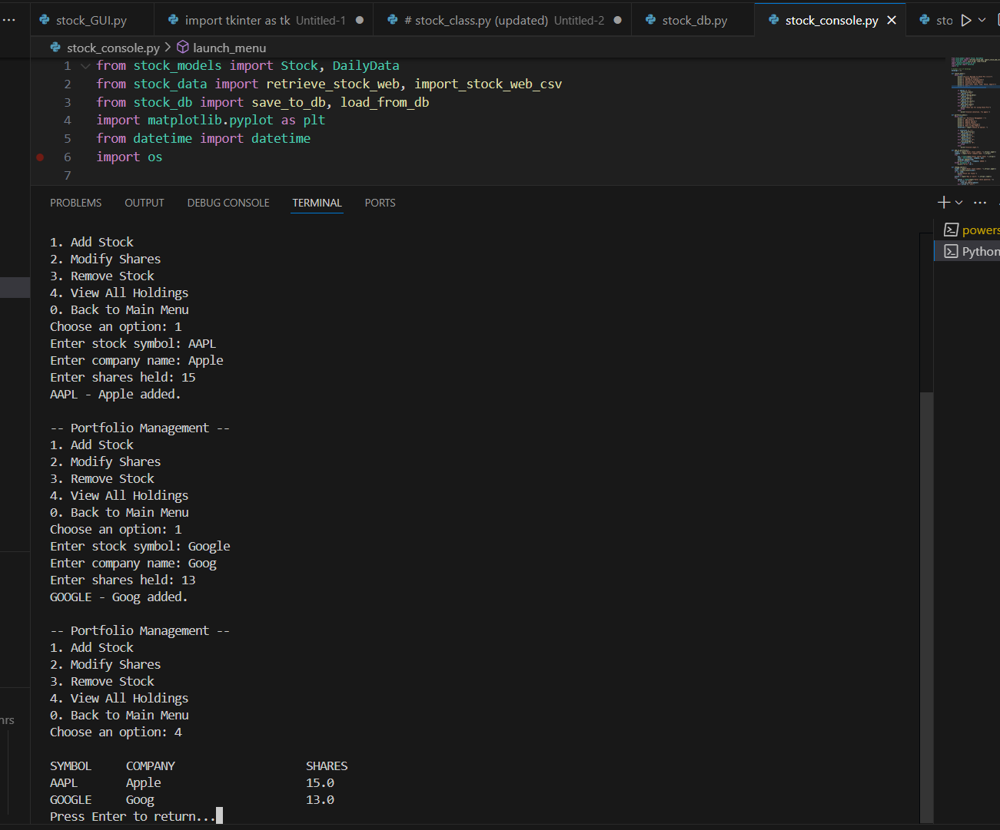 stock_GUI.py
import tkinter as tk Untitled-1
# stock_class.py (updated) Untitled-2
stock_db.py
stock_console.py
sto
stock_console.py > launch_menu
1 from stock_models import Stock, DailyData
2 from stock_data import retrieve_stock_web, import_stock_web_csv
3 from stock_db import save_to_db, load_from_db
4 import matplotlib.pyplot as plt
5 from datetime import datetime
6 import os
7
PROBLEMS OUTPUT DEBUG CONSOLE TERMINAL PORTS
powers
Python
1. Add Stock
2. Modify Shares
3. Remove Stock
4. View All Holdings
0. Back to Main Menu
Choose an option: 1
Enter stock symbol: AAPL
Enter company name: Apple
Enter shares held: 15
AAPL - Apple added.
-- Portfolio Management --
1. Add Stock
2. Modify Shares
3. Remove Stock
4. View All Holdings
0. Back to Main Menu
Choose an option: 1
Enter stock symbol: Google
Enter company name: Goog
Enter shares held: 13
GOOGLE - Goog added.
-- Portfolio Management --
1. Add Stock
2. Modify Shares
3. Remove Stock
4. View All Holdings
0. Back to Main Menu
Choose an option: 4
SYMBOL COMPANY SHARES
AAPL Apple 15.0
GOOGLE Goog 13.0
Press Enter to return...
hrs